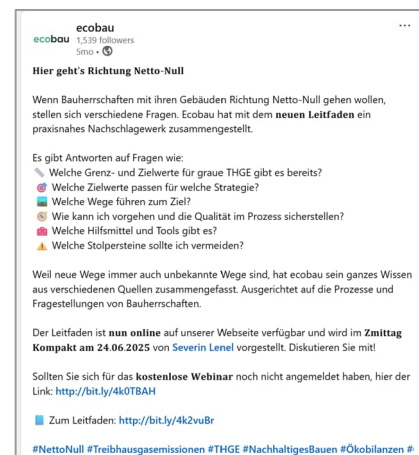 ecobau
ecobau
1,539 followers
5mo •
Hier geht's Richtung Netto-Null
Wenn Bauherrschaften mit ihren Gebäuden Richtung Netto-Null gehen wollen,
stellen sich verschiedene Fragen. Ecobau hat mit dem neuen Leitfaden ein
praxisnahes Nachschlagewerk zusammengestellt.
Es gibt Antworten auf Fragen wie:
Welche Grenz- und Zielwerte für graue THGE gibt es bereits?
Welche Zielwerte passen für welche Strategie?
Welche Wege führen zum Ziel?
Wie kann ich vorgehen und die Qualität im Prozess sicherstellen?
Welche Hilfsmittel und Tools gibt es?
Welche Stolpersteine sollte ich vermeiden?
Weil neue Wege immer auch unbekannte Wege sind, hat ecobau sein ganzes Wissen
aus verschiedenen Quellen zusammengefasst. Ausgerichtet auf die Prozesse und
Fragestellungen von Bauherrschaften.
Der Leitfaden ist nun online auf unserer Webseite verfügbar und wird im Zmittag
Kompakt am 24.06.2025 von Severin Lenel vorgestellt. Diskutieren Sie mit!
Sollten Sie sich für das kostenlose Webinar noch nicht angemeldet haben, hier der
Link: http://bit.ly/4k0TBAH
Zum Leitfaden: http://bit.ly/4k2vuBr
#NettoNull #Treibhausgasemissionen #THGE #NachhaltigesBauen #Ökobilanzen #